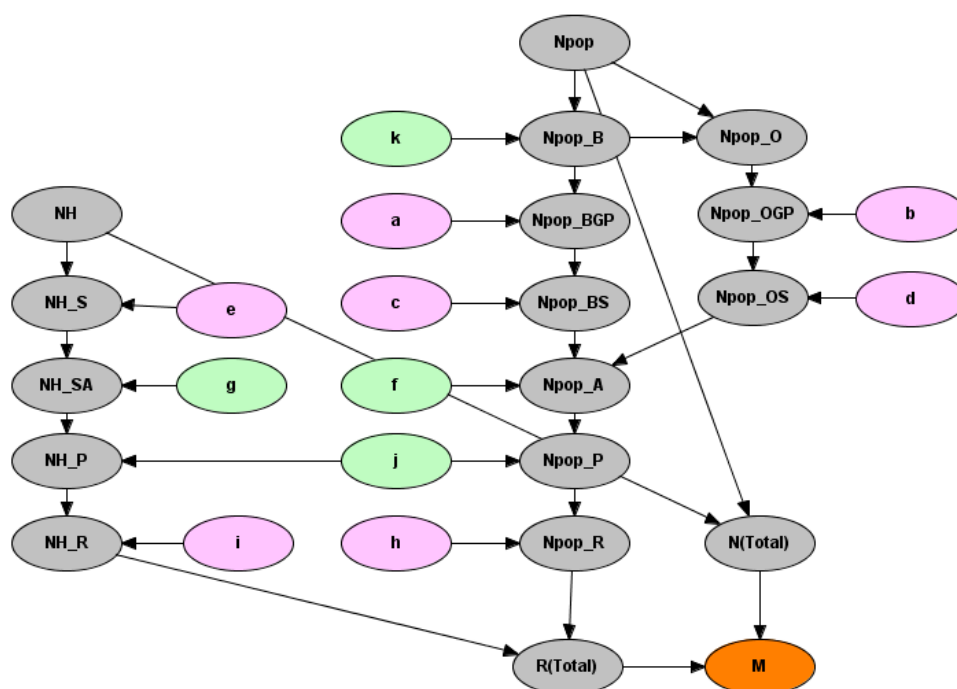 Npop
k
Npop_B
Npop_O
NH
a
Npop_BGP
Npop_OGP
b
NH_S
e
c
Npop_BS
Npop_OS
d
NH_SA
g
f
Npop_A
NH_P
j
Npop_P
NH_R
i
h
Npop_R
N(Total)
R(Total)
M